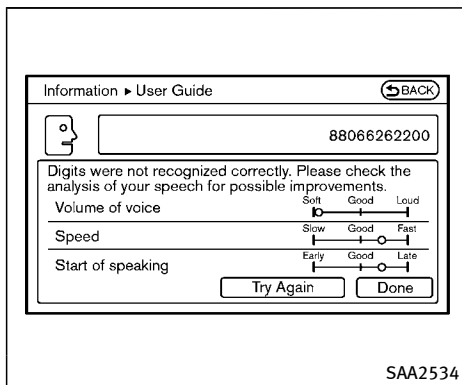 Information ▸ User Guide BACK
88066262200
Digits were not recognized correctly. Please check the
analysis of your speech for possible improvements.
Volume of voice Soft Good Loud
Speed Slow Good Fast
Start of speaking Early Good Late
Try Again Done
SAA2534